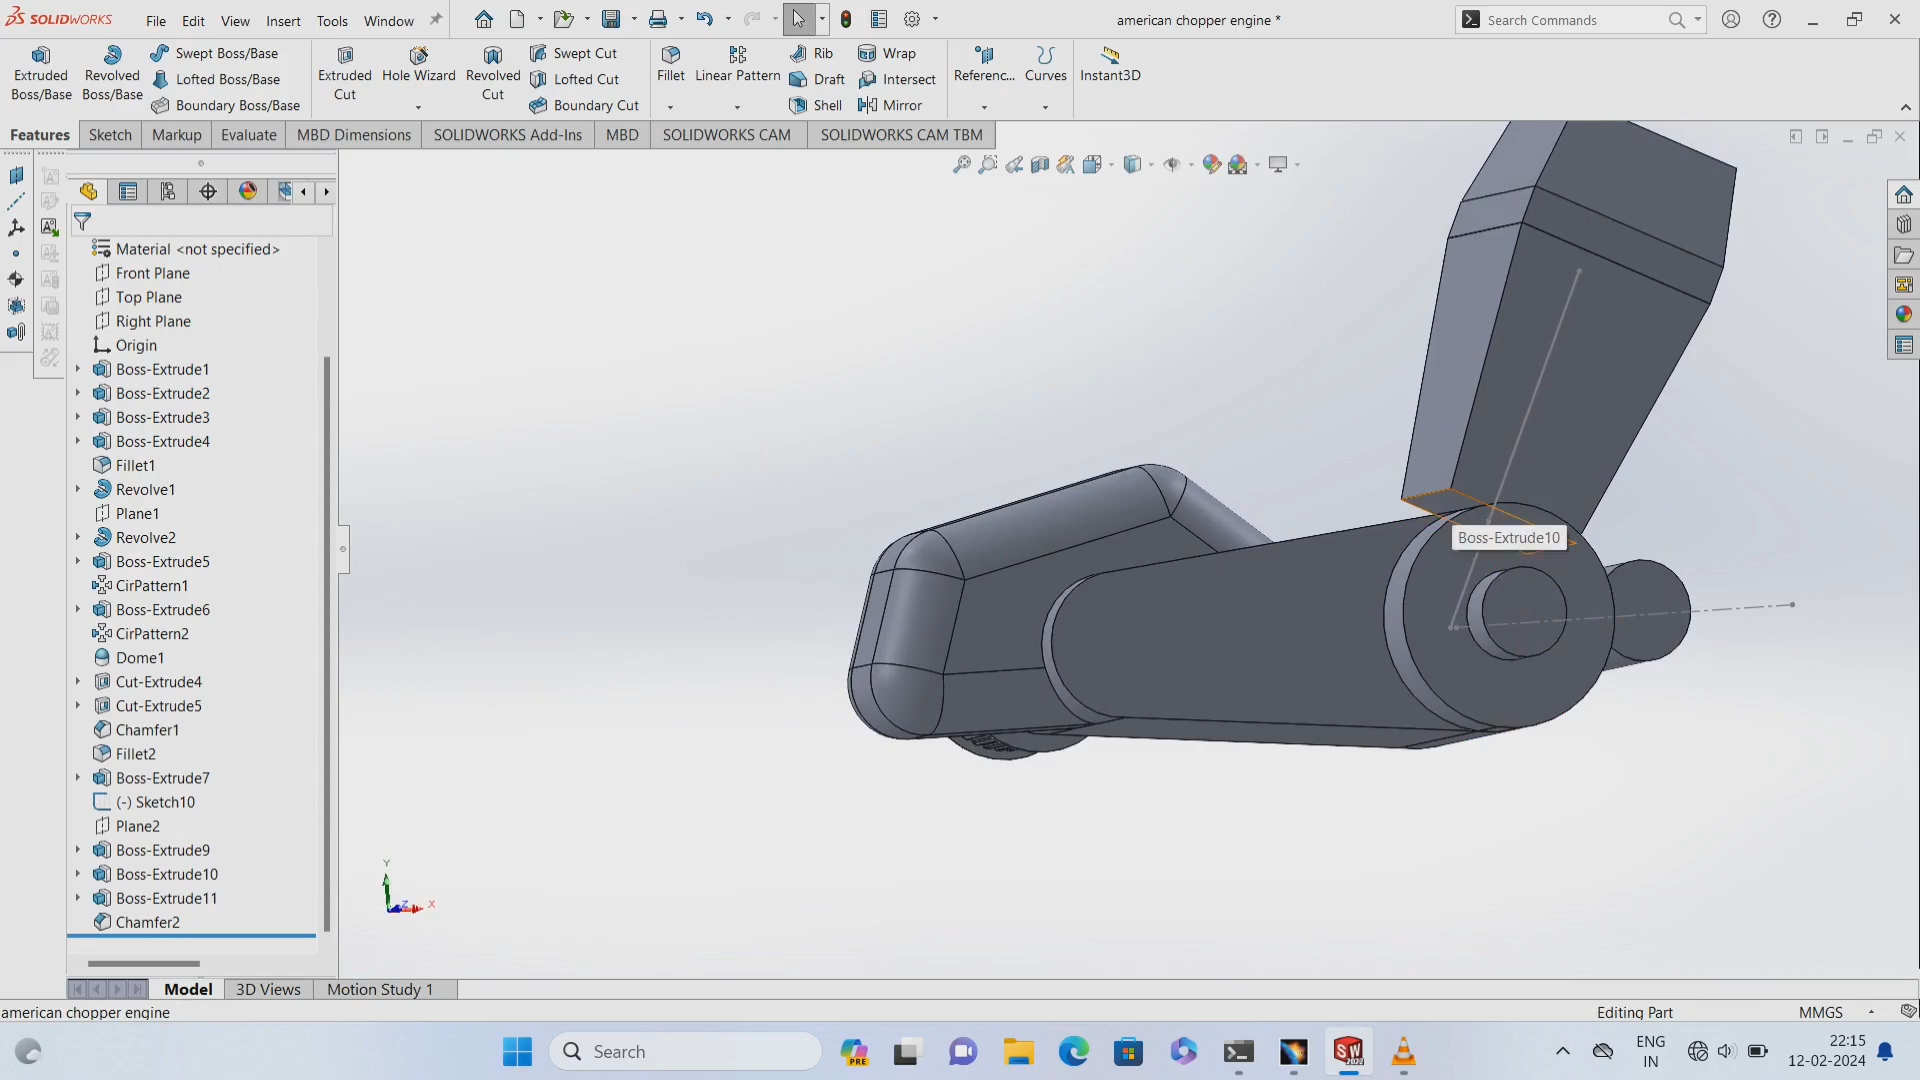 SOLIDWORKS File Edit View Insert Tools Window american chopper engine * Search Commands
Extruded Boss/Base
Revolved Boss/Base
Swept Boss/Base
Lofted Boss/Base
Boundary Boss/Base
Extruded Cut
Hole Wizard
Revolved Cut
Swept Cut
Lofted Cut
Boundary Cut
Fillet
Linear Pattern
Rib
Draft
Shell
Wrap
Intersect
Mirror
Referenc...
Curves
Instant3D
Features Sketch Markup Evaluate MBD Dimensions SOLIDWORKS Add-Ins MBD SOLIDWORKS CAM SOLIDWORKS CAM TBM
Material <not specified>
Front Plane
Top Plane
Right Plane
Origin
Boss-Extrude1
Boss-Extrude2
Boss-Extrude3
Boss-Extrude4
Fillet1
Revolve1
Plane1
Revolve2
Boss-Extrude5
CirPattern1
Boss-Extrude6
CirPattern2
Dome1
Cut-Extrude4
Cut-Extrude5
Chamfer1
Fillet2
Boss-Extrude7
(-) Sketch10
Plane2
Boss-Extrude9
Boss-Extrude10
Boss-Extrude11
Chamfer2
Boss-Extrude10
Y
Z
X
Model 3D Views Motion Study 1
american chopper engine Editing Part MMGS
Search
PRE
SW
2022
ENG
IN
22:15
12-02-2024